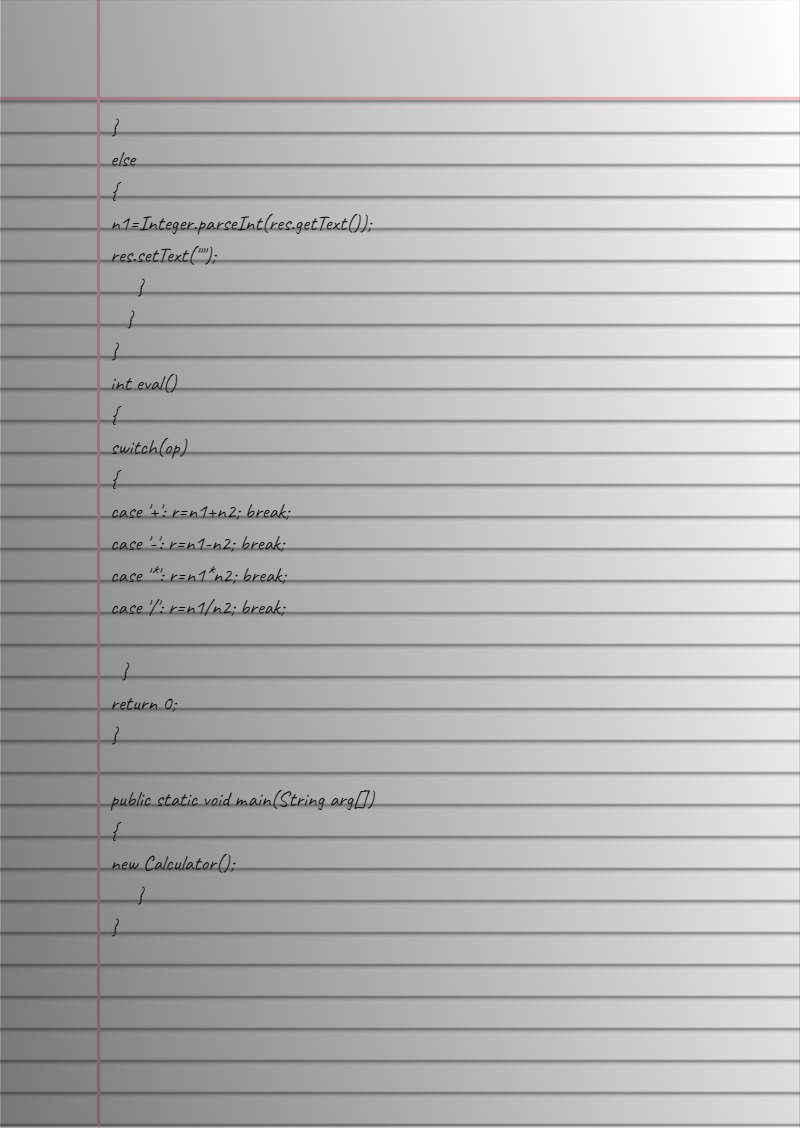 }
else
{
n1=Integer.parseInt(res.getText());
res.setText("");
}
}
}
int eval()
{
switch(op)
{
case '+': r=n1+n2; break;
case '-': r=n1-n2; break;
case '*': r=n1*n2; break;
case '/': r=n1/n2; break;
}
return 0;
}
public static void main(String arg[])
{
new Calculator();
}
}